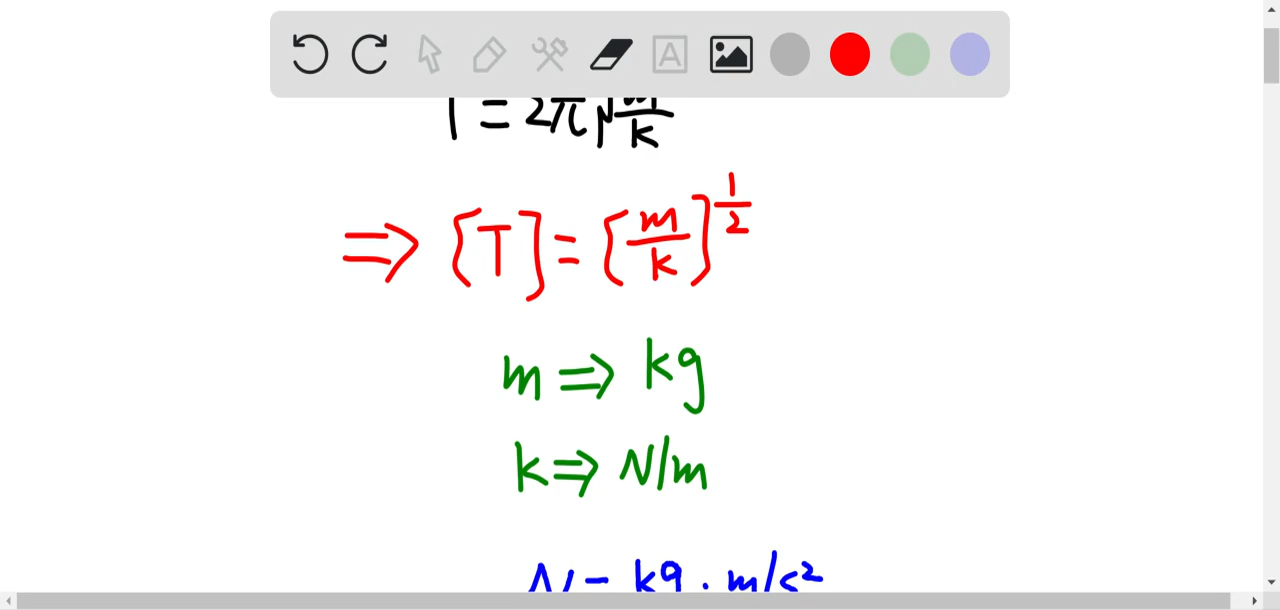 T = 2π√m/k
⇒ [T] = [m/k]^1/2
m ⇒ kg
k ⇒ N/m
N = kg · m/s²
A